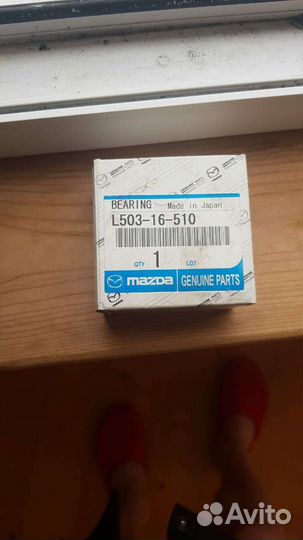 BEARING Made in Japan
L503-16-510
QTY 1 LOT
mazda GENUINE PARTS
Avito